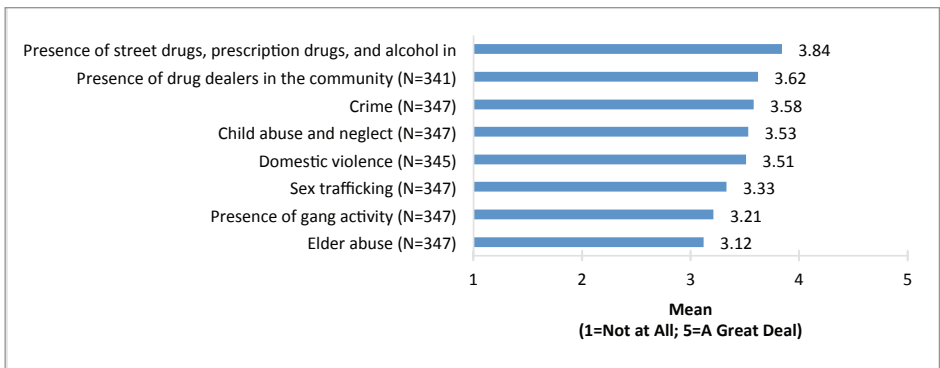 Presence of street drugs, prescription drugs, and alcohol in 3.84
Presence of drug dealers in the community (N=341) 3.62
Crime (N=347) 3.58
Child abuse and neglect (N=347) 3.53
Domestic violence (N=345) 3.51
Sex trafficking (N=347) 3.33
Presence of gang activity (N=347) 3.21
Elder abuse (N=347) 3.12
1 2 3 4 5
Mean
(1=Not at All; 5=A Great Deal)